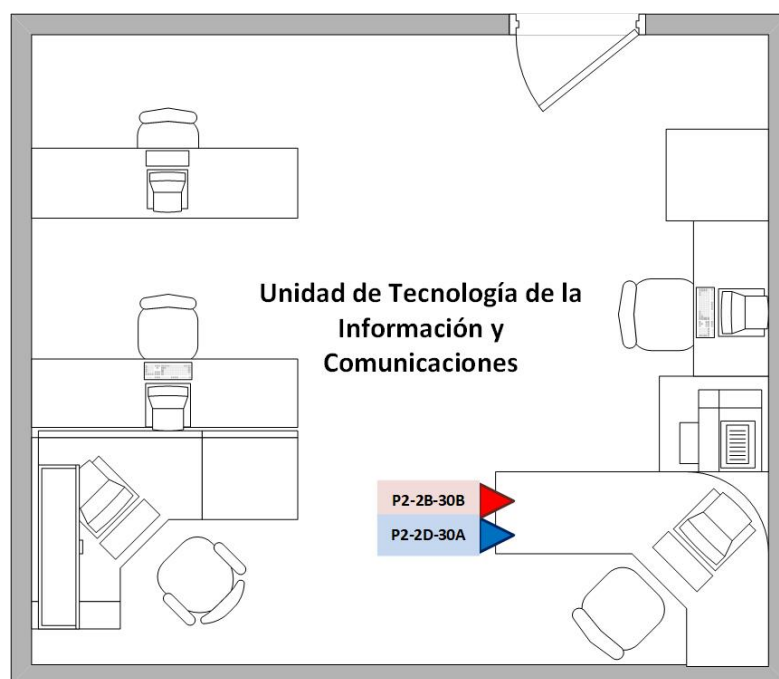 Unidad de Tecnología de la
Información y
Comunicaciones
P2-2B-30B
P2-2D-30A